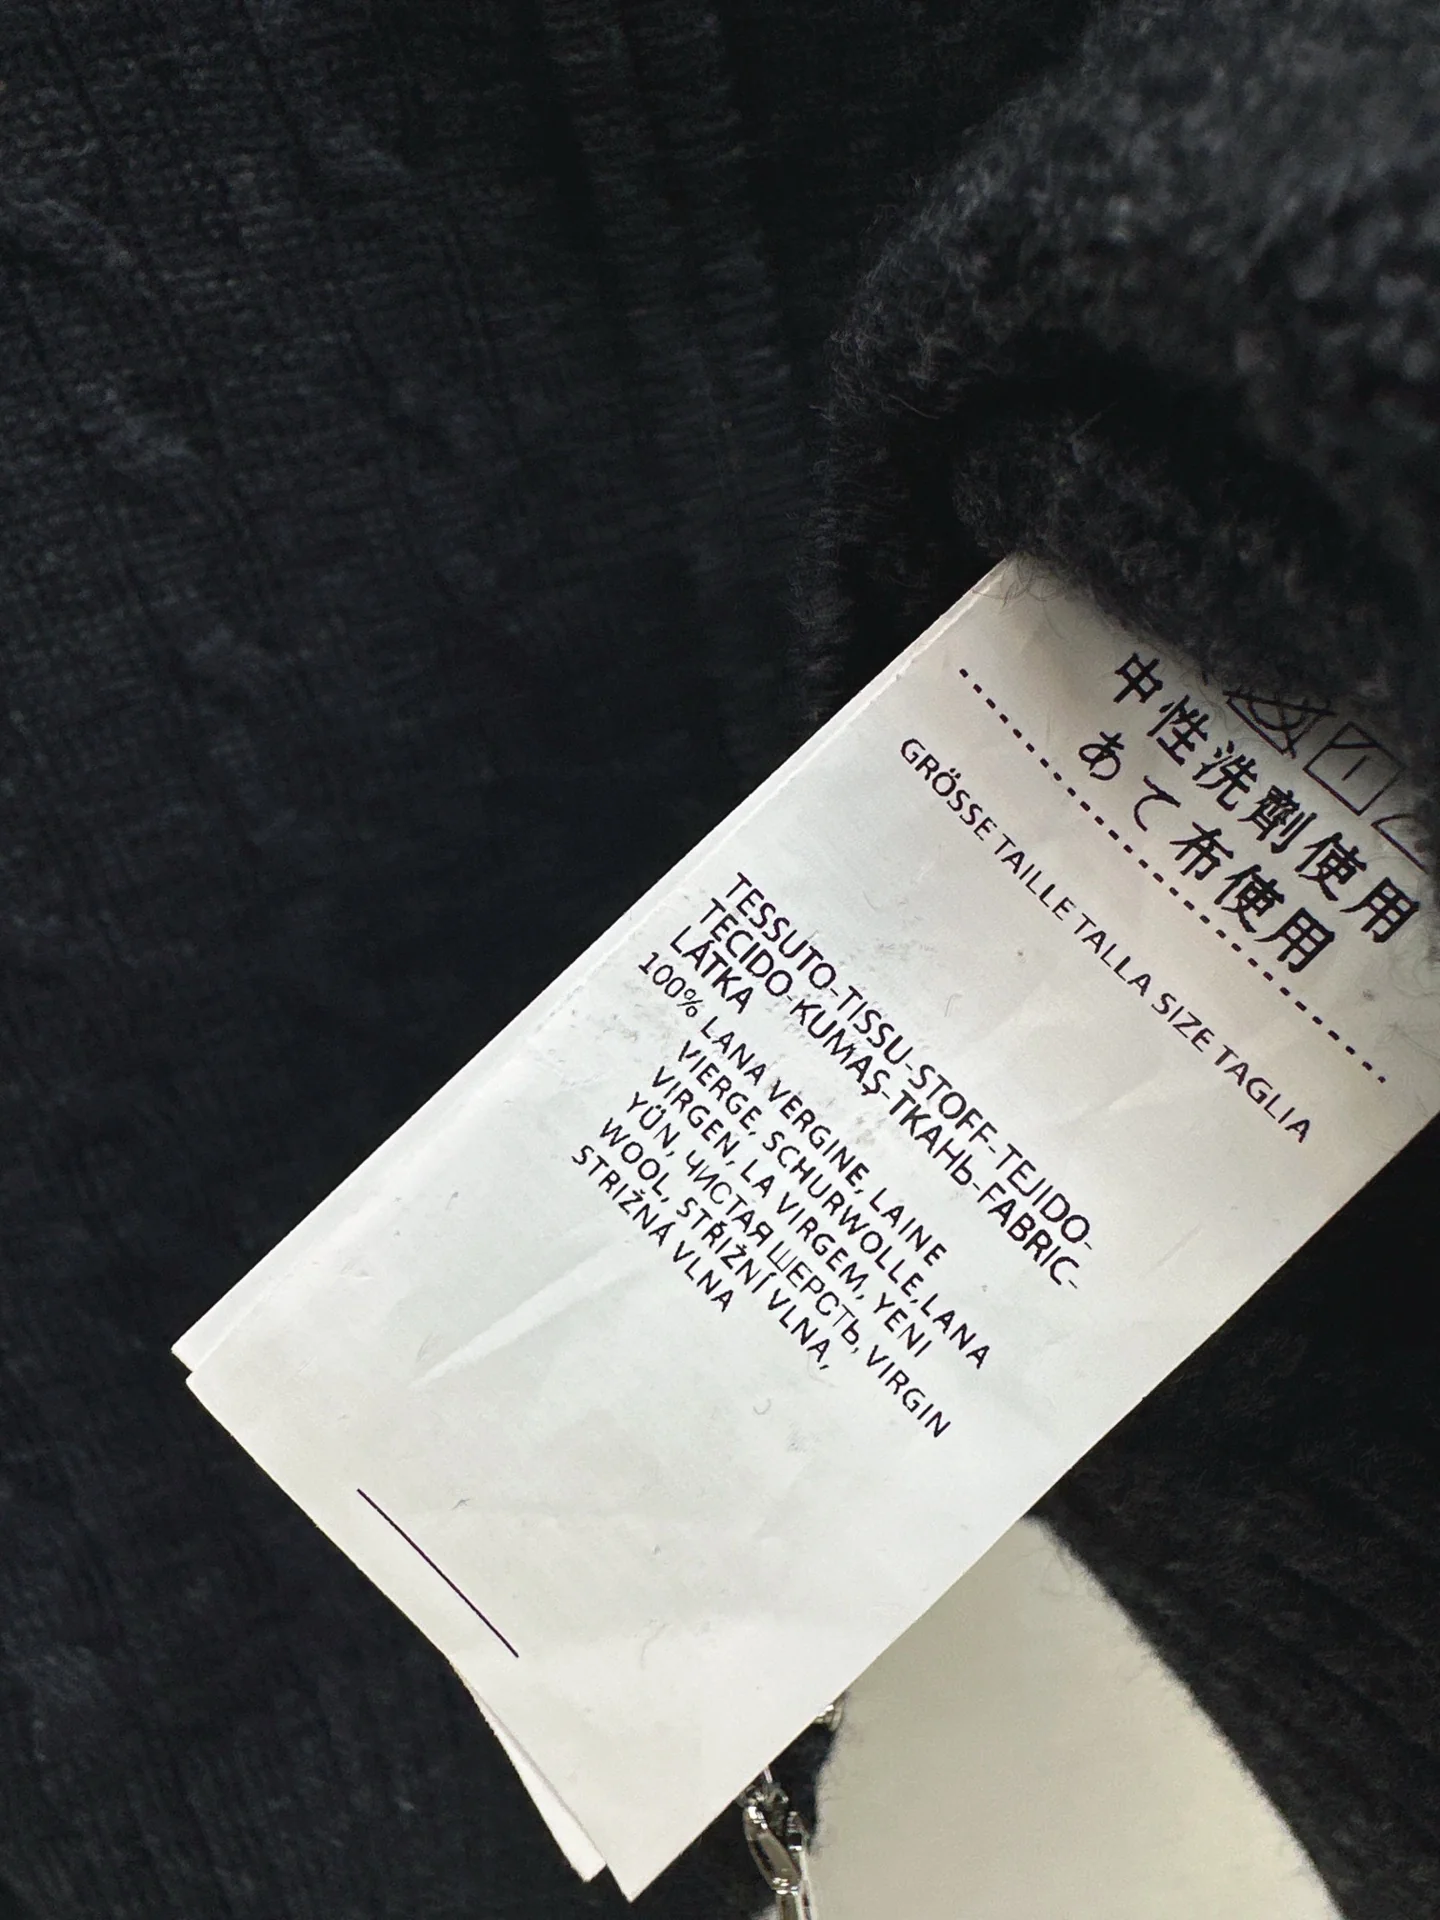 中性洗剤使用
あて布使用
GRÖSSE TAILLE TALLA SIZE TAGLIA
TESSUTO-TISSU-STOFF-TEJIDO-
TECIDO-KUMAŞ-ТКАНЬ-FABRIC-
LÁTKA
100% LANA VERGINE, LAINE
VIERGE, SCHURWOLLE, LANA
VIRGEN, LA VIRGEM, YENI
YÜN, ЧИСТАЯ ШЕРСТЬ, VIRGIN
WOOL, STŘIŽNÍ VLNA,
STRIŽNÁ VLNA